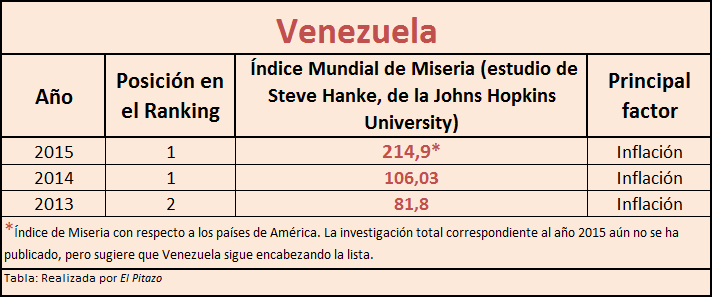 Venezuela
Año
Posición en
el Ranking
Índice Mundial de Miseria (estudio de
Steve Hanke, de la Johns Hopkins
University)
Principal
factor
2015 1 214,9* Inflación
2014 1 106,03 Inflación
2013 2 81,8 Inflación
*Índice de Miseria con respecto a los países de América. La investigación total correspondiente al año 2015 aún no se ha
publicado, pero sugiere que Venezuela sigue encabezando la lista.
Tabla: Realizada por El Pitazo